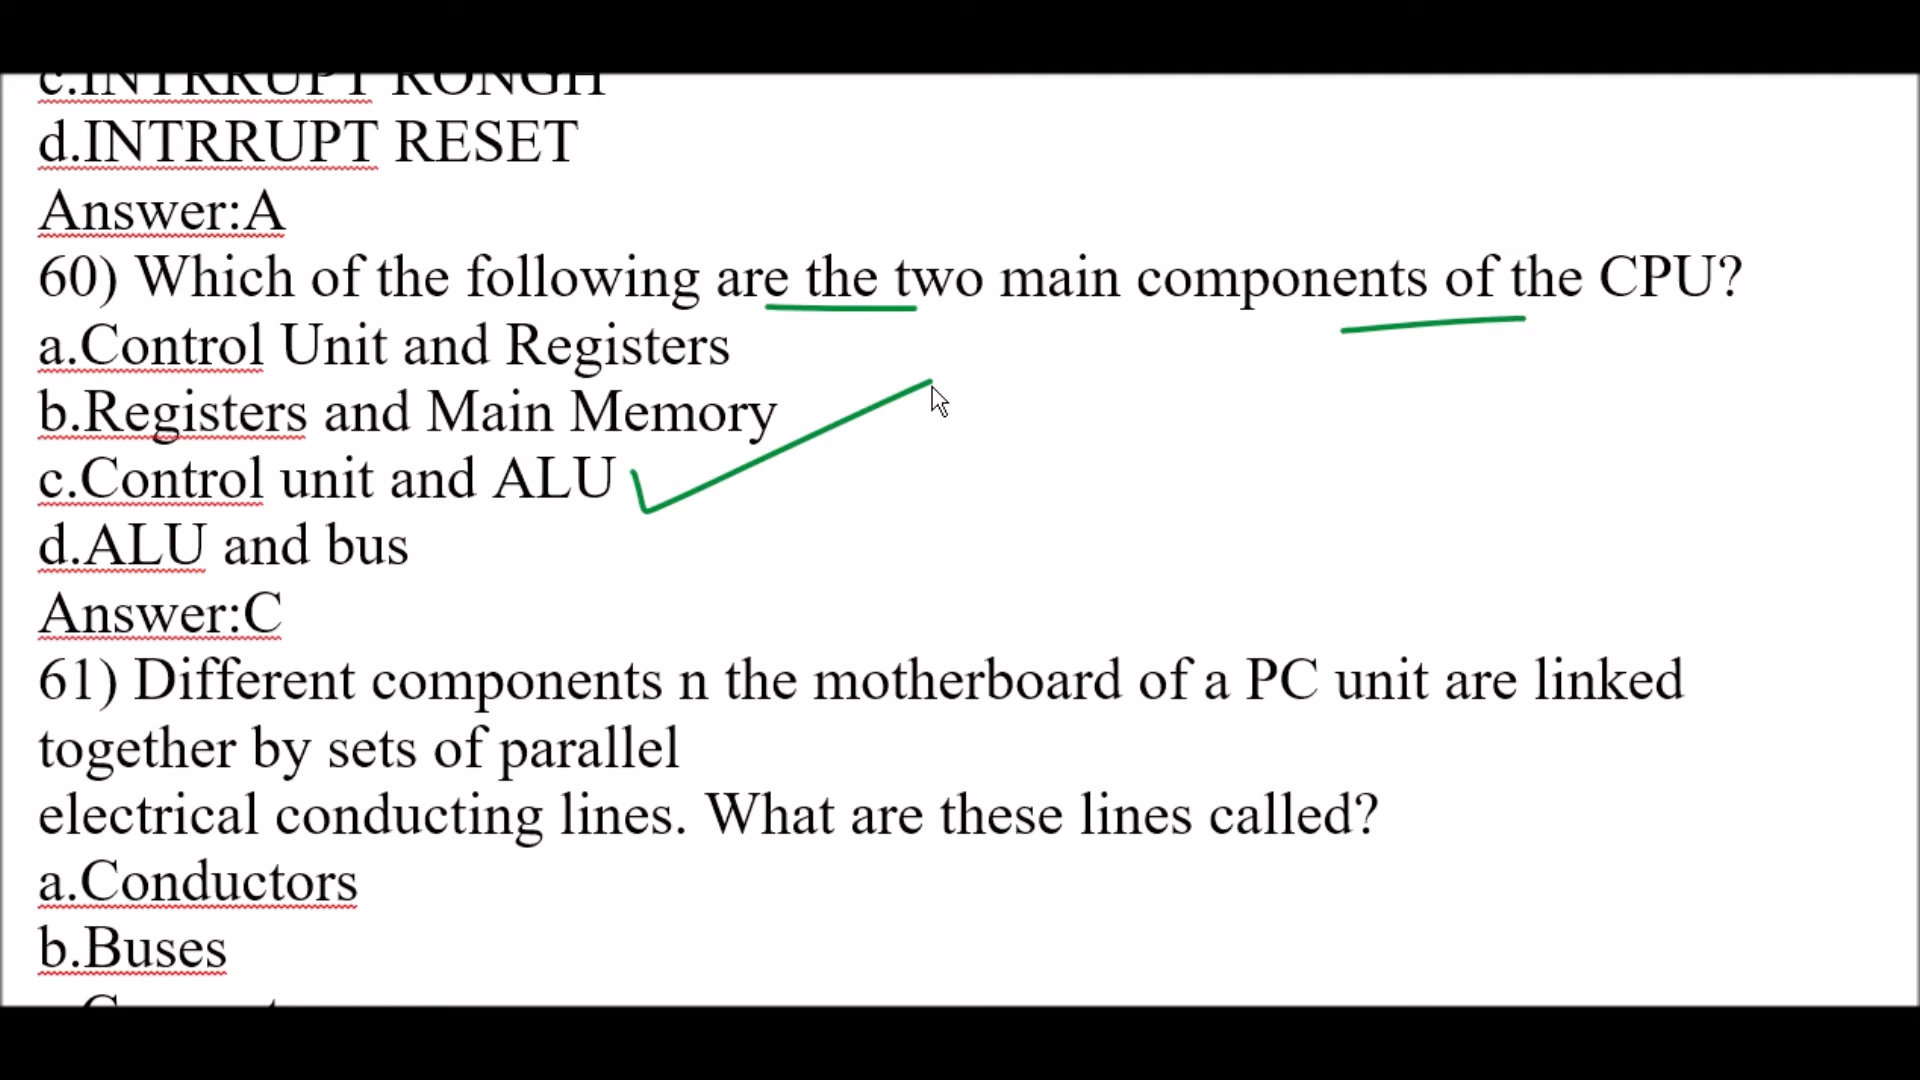 c.INTRRUPT RONGH
d.INTRRUPT RESET
Answer:A
60) Which of the following are the two main components of the CPU?
a.Control Unit and Registers
b.Registers and Main Memory
c.Control unit and ALU
d.ALU and bus
Answer:C
61) Different components n the motherboard of a PC unit are linked
together by sets of parallel
electrical conducting lines. What are these lines called?
a.Conductors
b.Buses